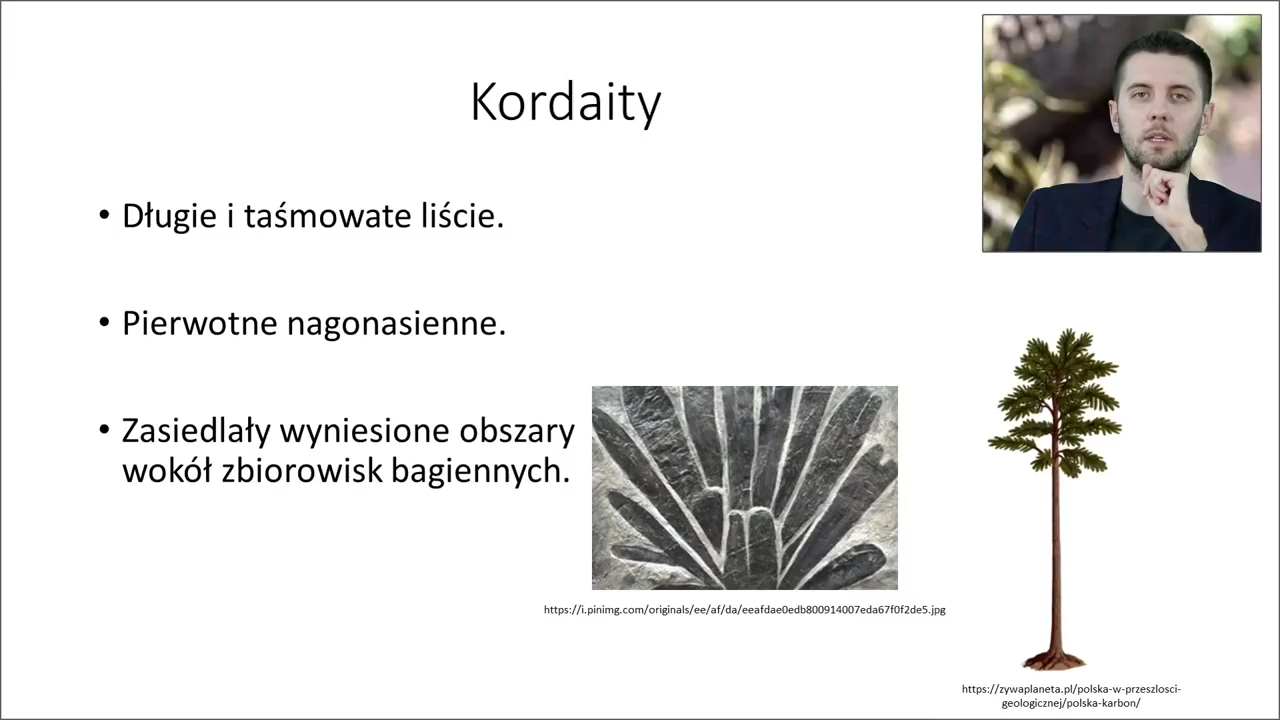 Kordaity
• Długie i taśmowate liście.
• Pierwotne nagonasienne.
• Zasiedlały wyniesione obszary
wokół zbiorowisk bagiennych.
https://i.pinimg.com/originals/ee/af/da/eeafdae0edb800914007eda67f0f2de5.jpg
https://zywaplaneta.pl/polska-w-przeszlosci-
geologicznej/polska-karbon/